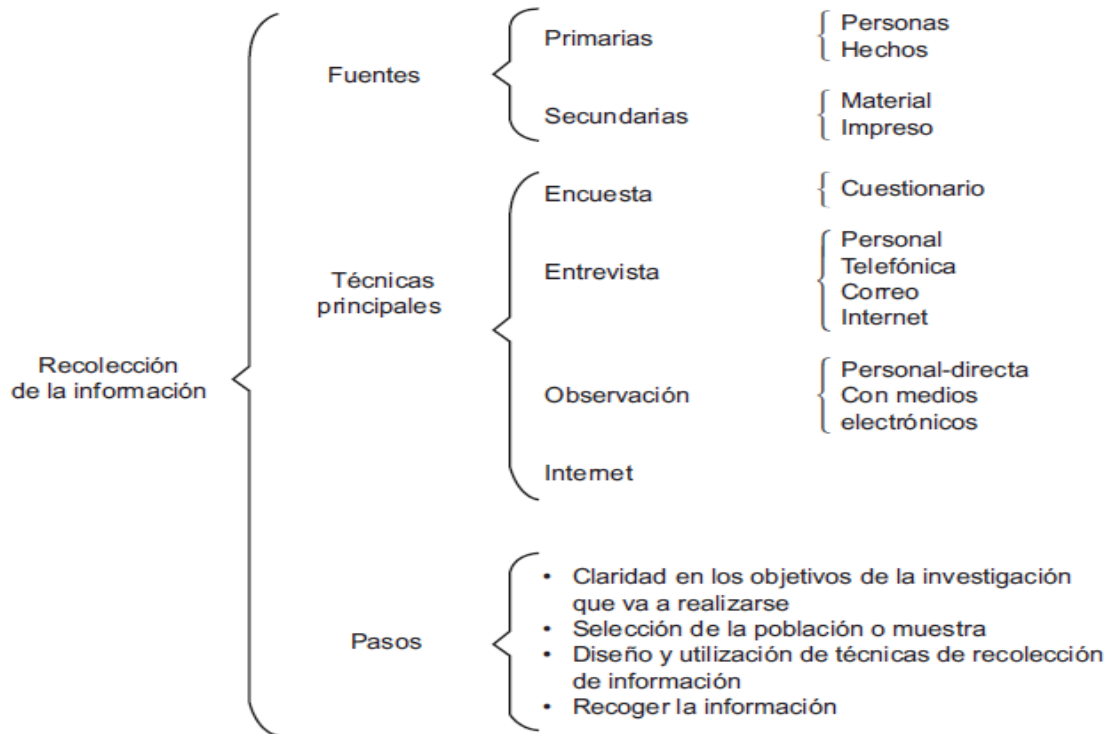 Recolección
de la información
Fuentes
Primarias
Personas
Hechos
Secundarias
Material
Impreso
Técnicas
principales
Encuesta
Cuestionario
Entrevista
Personal
Telefónica
Correo
Internet
Observación
Personal-directa
Con medios
electrónicos
Internet
Pasos
• Claridad en los objetivos de la investigación
que va a realizarse
• Selección de la población o muestra
• Diseño y utilización de técnicas de recolección
de información
• Recoger la información